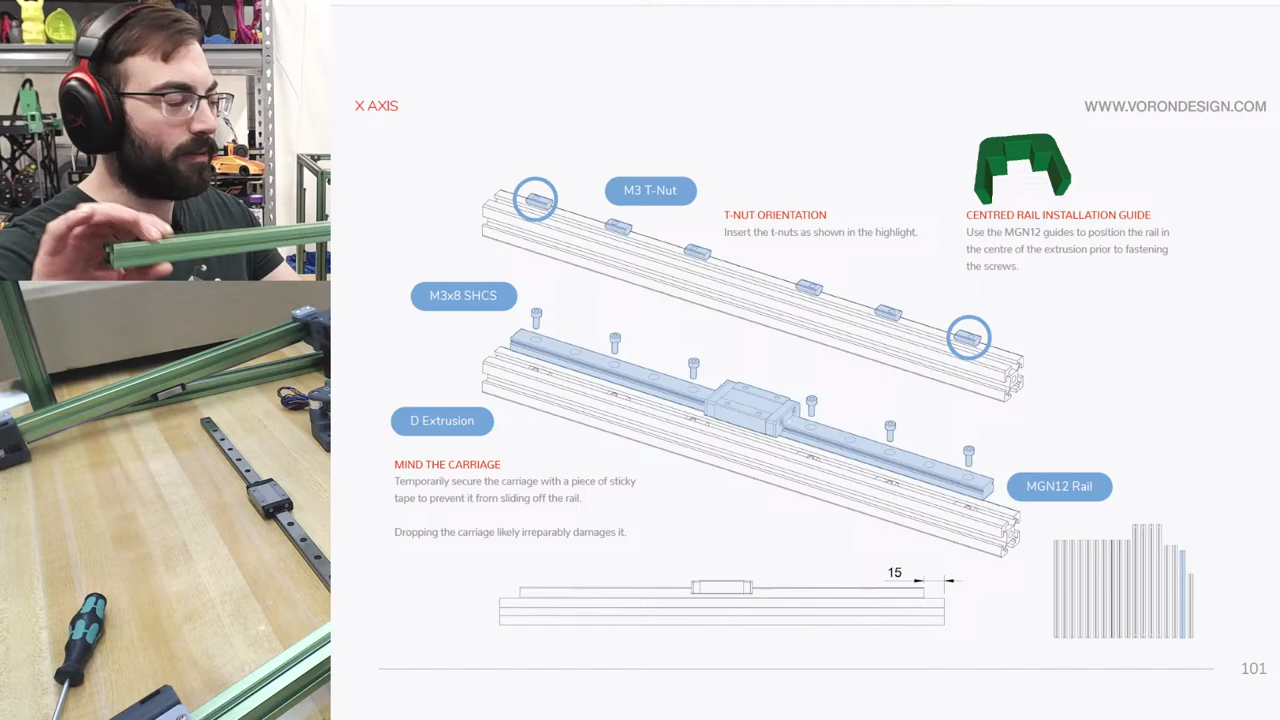 X AXIS
WWW.VORONDESIGN.COM
M3 T-Nut
T-NUT ORIENTATION
Insert the t-nuts as shown in the highlight.
CENTRED RAIL INSTALLATION GUIDE
Use the MGN12 guides to position the rail in
the centre of the extrusion prior to fastening
the screws.
M3x8 SHCS
D Extrusion
MIND THE CARRIAGE
Temporarily secure the carriage with a piece of sticky
tape to prevent it from sliding off the rail.
Dropping the carriage likely irreparably damages it.
MGN12 Rail
15
101